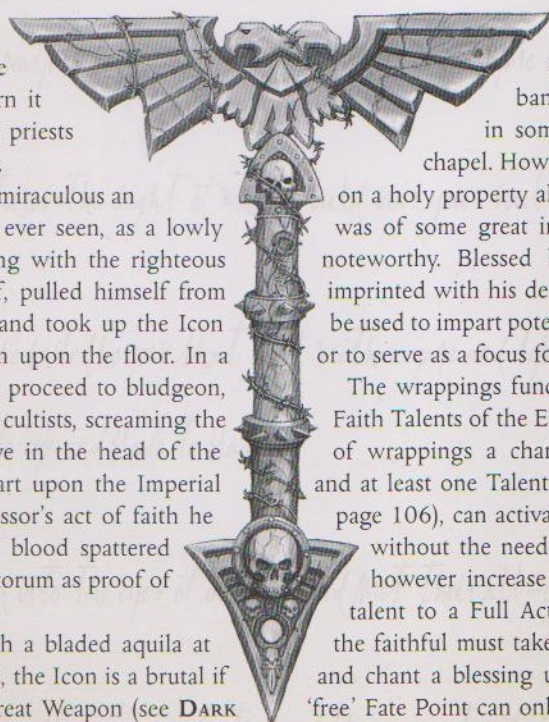 e
rn it
priests
miraculous an
ever seen, as a lowly
ng with the righteous
f, pulled himself from
and took up the Icon
n upon the floor. In a
proceed to bludgeon,
cultists, screaming the
ve in the head of the
art upon the Imperial
ssor's act of faith he
blood spattered
torum as proof of
h a bladed aquila at
, the Icon is a brutal if
reat Weapon (see DARK
ban
in som
chapel. How
on a holy property a
was of some great i
noteworthy. Blessed
imprinted with his de
be used to impart pote
or to serve as a focus fo
The wrappings func
Faith Talents of the E
of wrappings a char
and at least one Talent
page 106), can activa
without the need
however increase
talent to a Full Ac
the faithful must take
and chant a blessing u
'free' Fate Point can onl